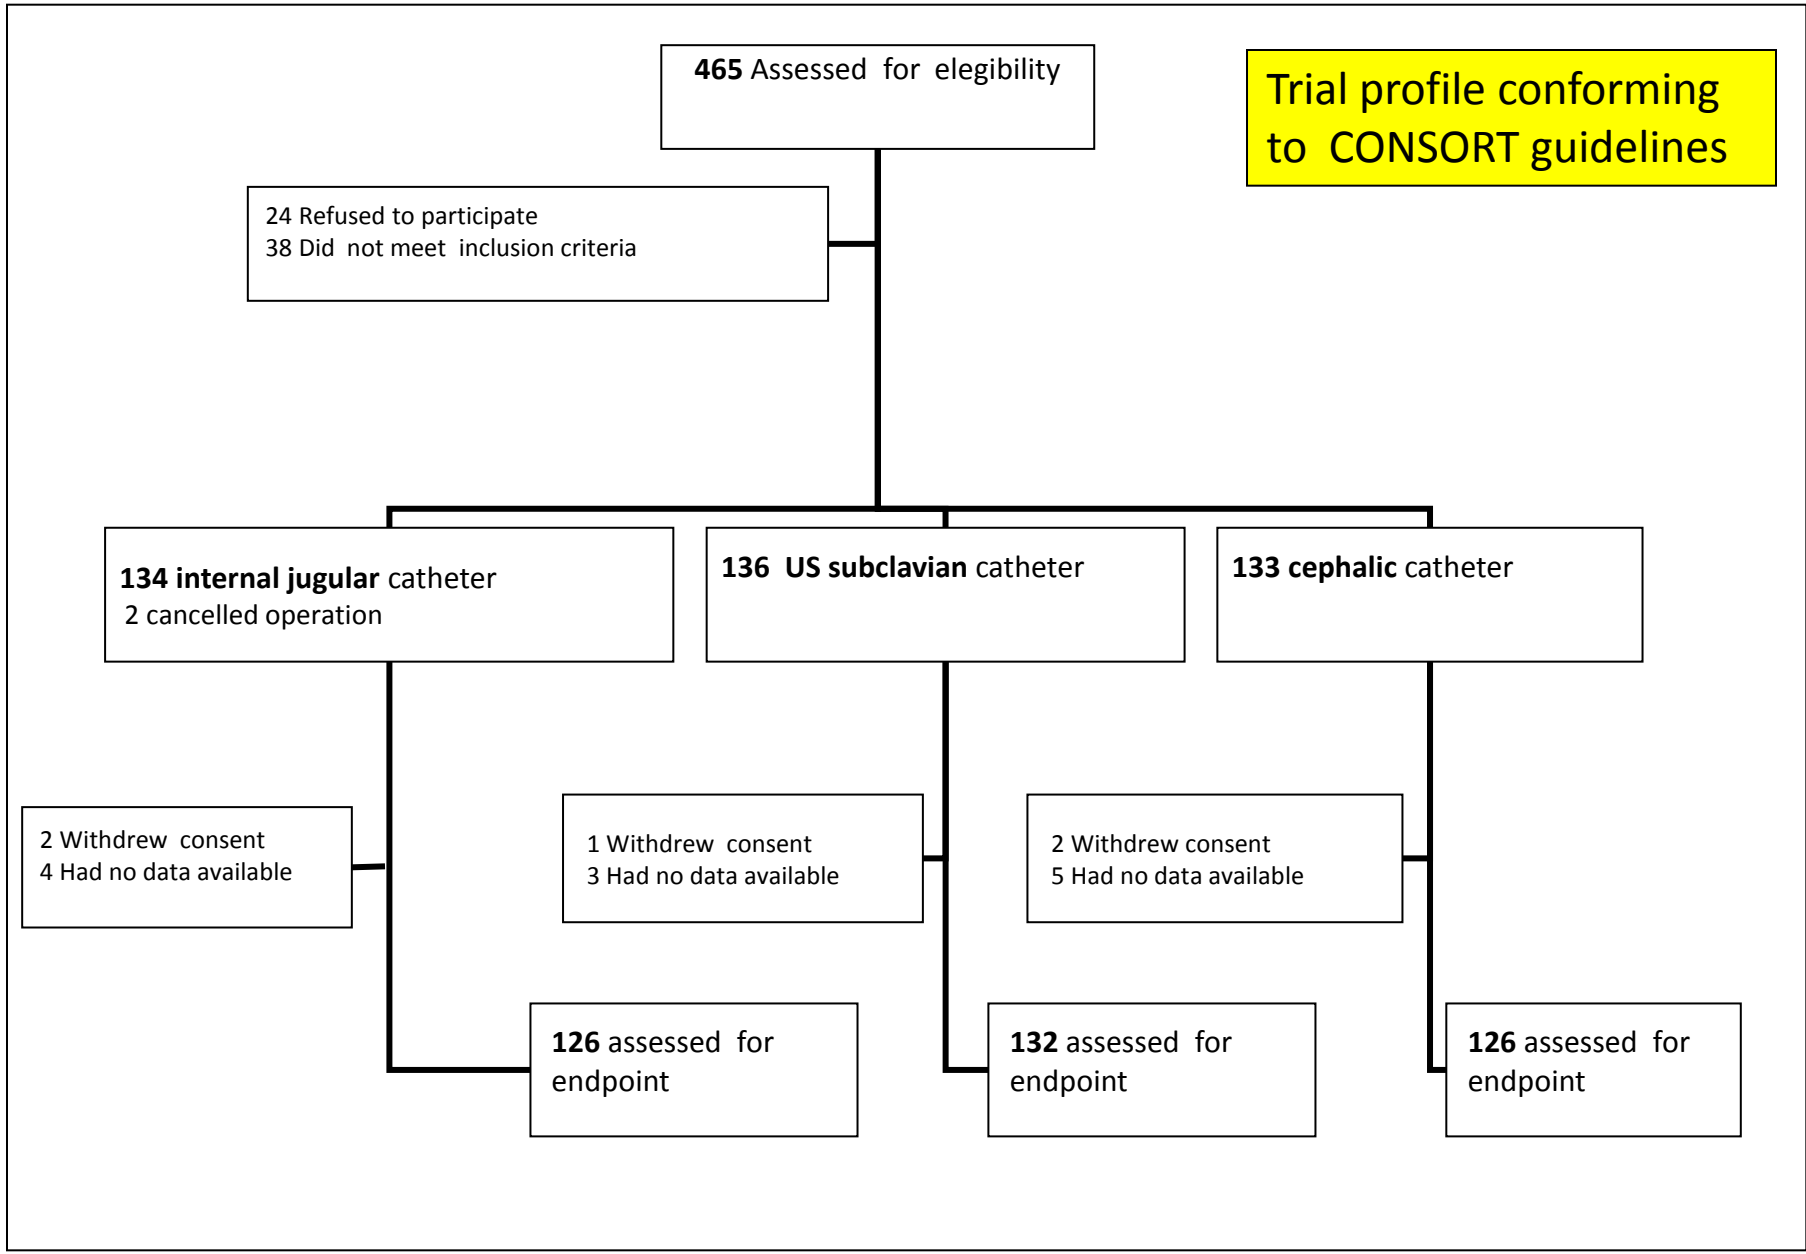 465 Assessed for elegibility
Trial profile conforming
to CONSORT guidelines
24 Refused to participate
38 Did not meet inclusion criteria
134 internal jugular catheter
2 cancelled operation
136 US subclavian catheter
133 cephalic catheter
2 Withdrew consent
4 Had no data available
1 Withdrew consent
3 Had no data available
2 Withdrew consent
5 Had no data available
126 assessed for
endpoint
132 assessed for
endpoint
126 assessed for
endpoint